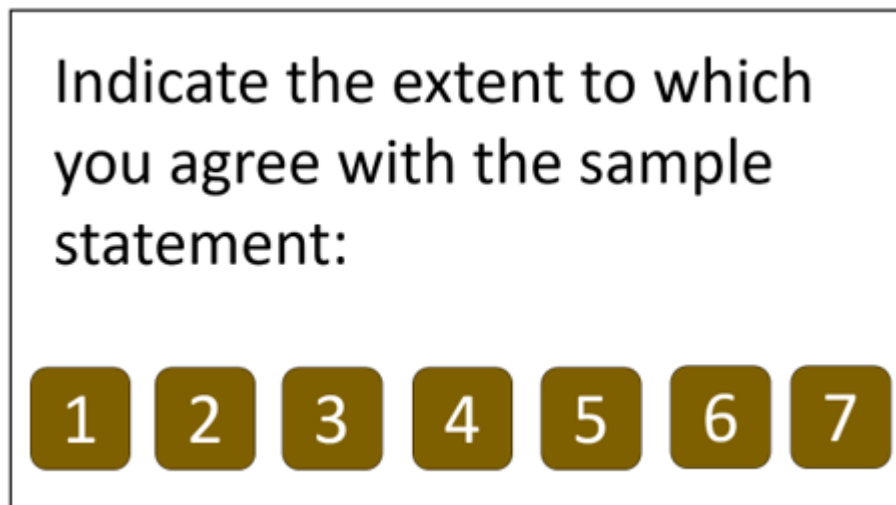 Indicate the extent to which
you agree with the sample
statement:
1 2 3 4 5 6 7